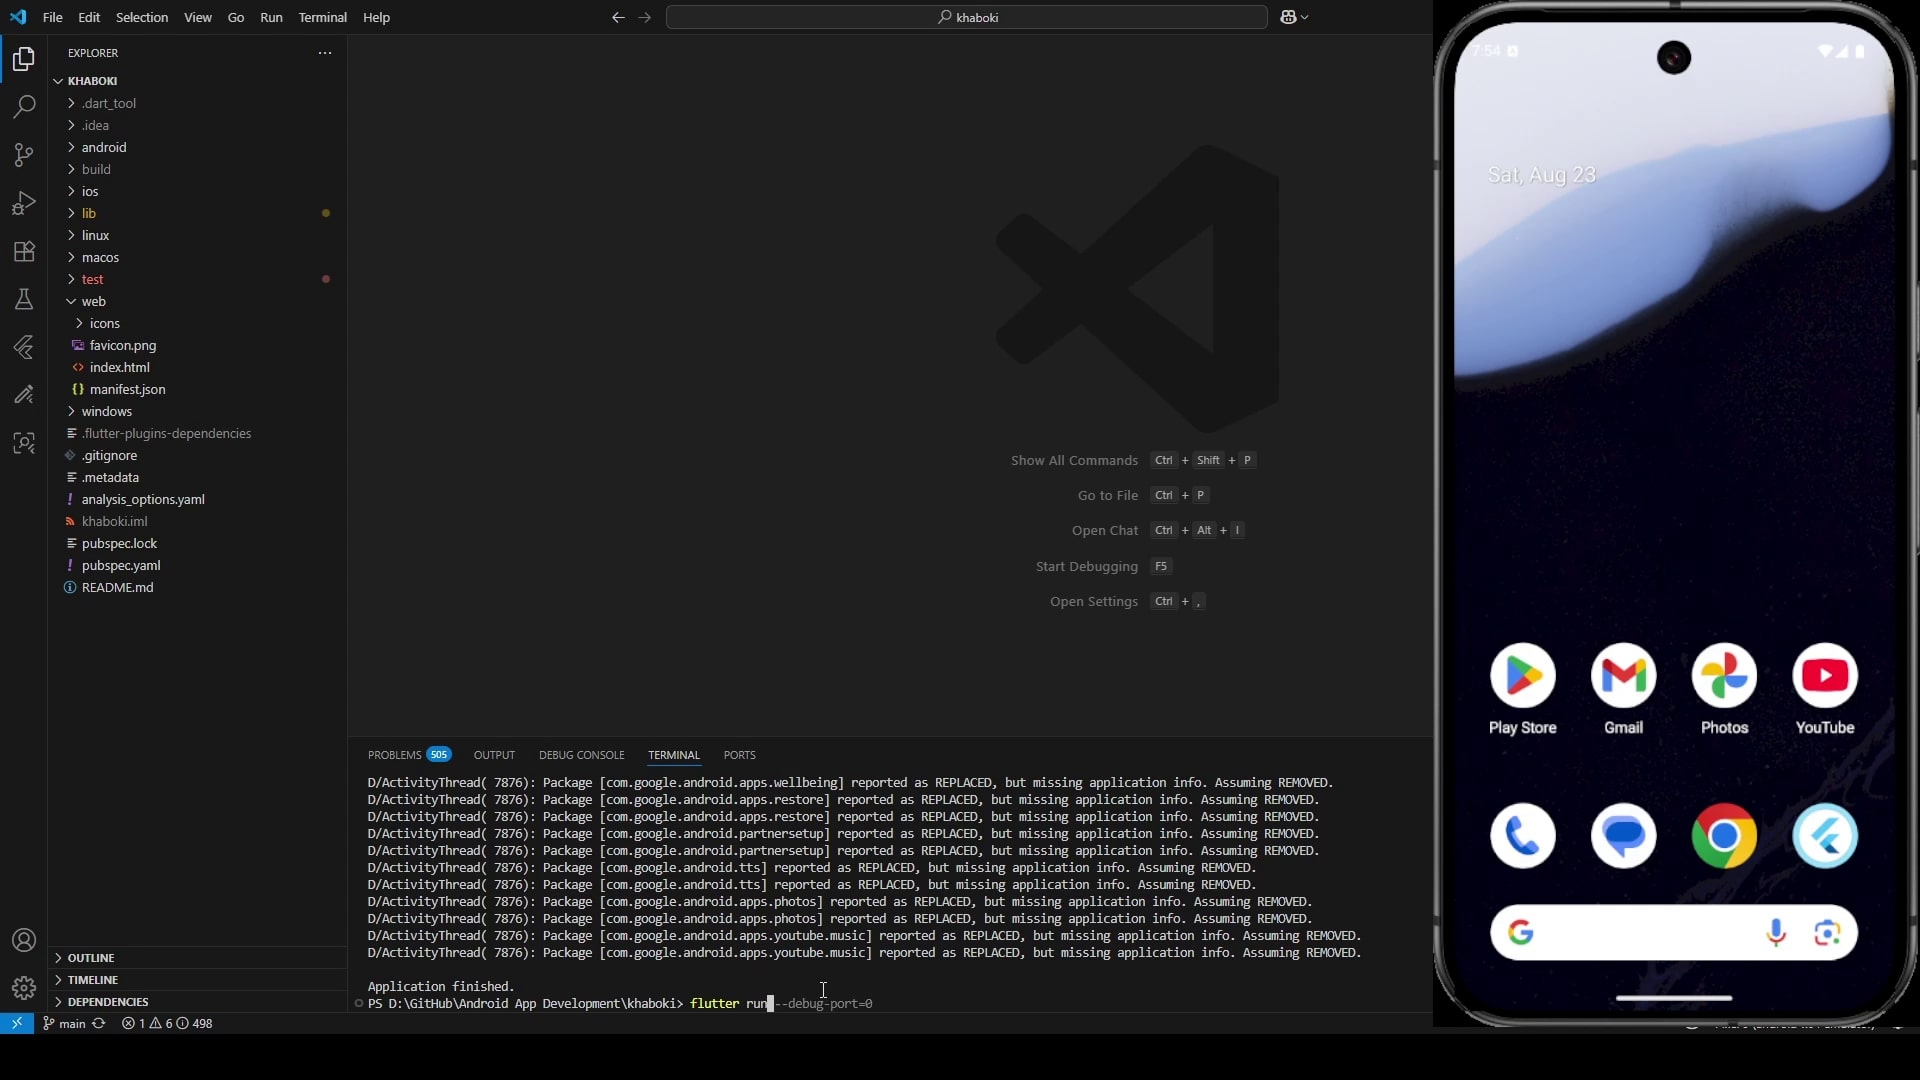 File Edit Selection View Go Run Terminal Help
khaboki
EXPLORER
KHABOKI
.dart_tool
.idea
android
build
ios
lib
linux
macos
test
web
icons
favicon.png
index.html
manifest.json
windows
.flutter-plugins-dependencies
.gitignore
.metadata
analysis_options.yaml
khaboki.iml
pubspec.lock
pubspec.yaml
README.md
OUTLINE
TIMELINE
DEPENDENCIES
main
1 6 498
Show All Commands Ctrl + Shift + P
Go to File Ctrl + P
Open Chat Ctrl + Alt + I
Start Debugging F5
Open Settings Ctrl + ,
PROBLEMS 505 OUTPUT DEBUG CONSOLE TERMINAL PORTS
D/ActivityThread( 7876): Package [com.google.android.apps.wellbeing] reported as REPLACED, but missing application info. Assuming REMOVED.
D/ActivityThread( 7876): Package [com.google.android.apps.restore] reported as REPLACED, but missing application info. Assuming REMOVED.
D/ActivityThread( 7876): Package [com.google.android.apps.restore] reported as REPLACED, but missing application info. Assuming REMOVED.
D/ActivityThread( 7876): Package [com.google.android.partnersetup] reported as REPLACED, but missing application info. Assuming REMOVED.
D/ActivityThread( 7876): Package [com.google.android.partnersetup] reported as REPLACED, but missing application info. Assuming REMOVED.
D/ActivityThread( 7876): Package [com.google.android.tts] reported as REPLACED, but missing application info. Assuming REMOVED.
D/ActivityThread( 7876): Package [com.google.android.tts] reported as REPLACED, but missing application info. Assuming REMOVED.
D/ActivityThread( 7876): Package [com.google.android.apps.photos] reported as REPLACED, but missing application info. Assuming REMOVED.
D/ActivityThread( 7876): Package [com.google.android.apps.photos] reported as REPLACED, but missing application info. Assuming REMOVED.
D/ActivityThread( 7876): Package [com.google.android.apps.youtube.music] reported as REPLACED, but missing application info. Assuming REMOVED.
D/ActivityThread( 7876): Package [com.google.android.apps.youtube.music] reported as REPLACED, but missing application info. Assuming REMOVED.
Application finished.
PS D:\GitHub\Android App Development\khaboki> flutter run --debug-port=0
7:54
Sat, Aug 23
Play Store Gmail Photos YouTube